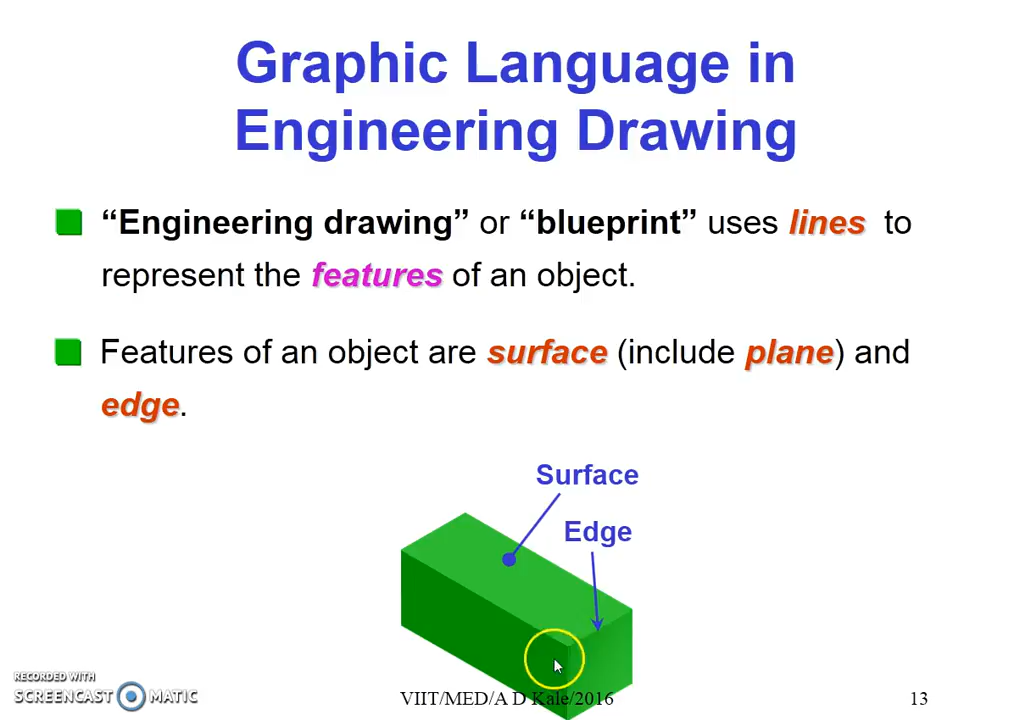 Graphic Language in
Engineering Drawing
“Engineering drawing” or “blueprint” uses lines to
represent the features of an object.
Features of an object are surface (include plane) and
edge.
Surface
Edge
RECORDED WITH
SCREENCAST MATIC
VIIT/MED/A D Kale/2016
13